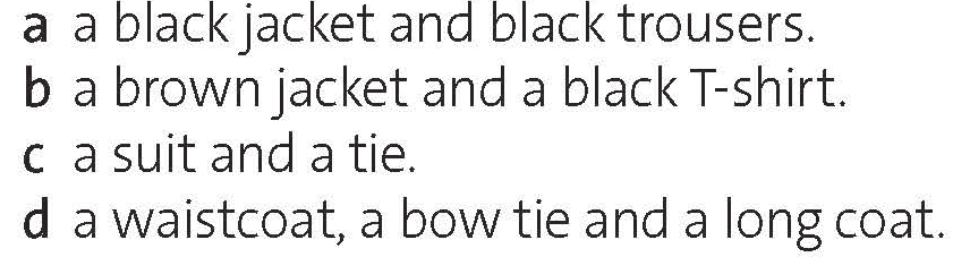 a a black jacket and black trousers.
b a brown jacket and a black T-shirt.
c a suit and a tie.
d a waistcoat, a bow tie and a long coat.